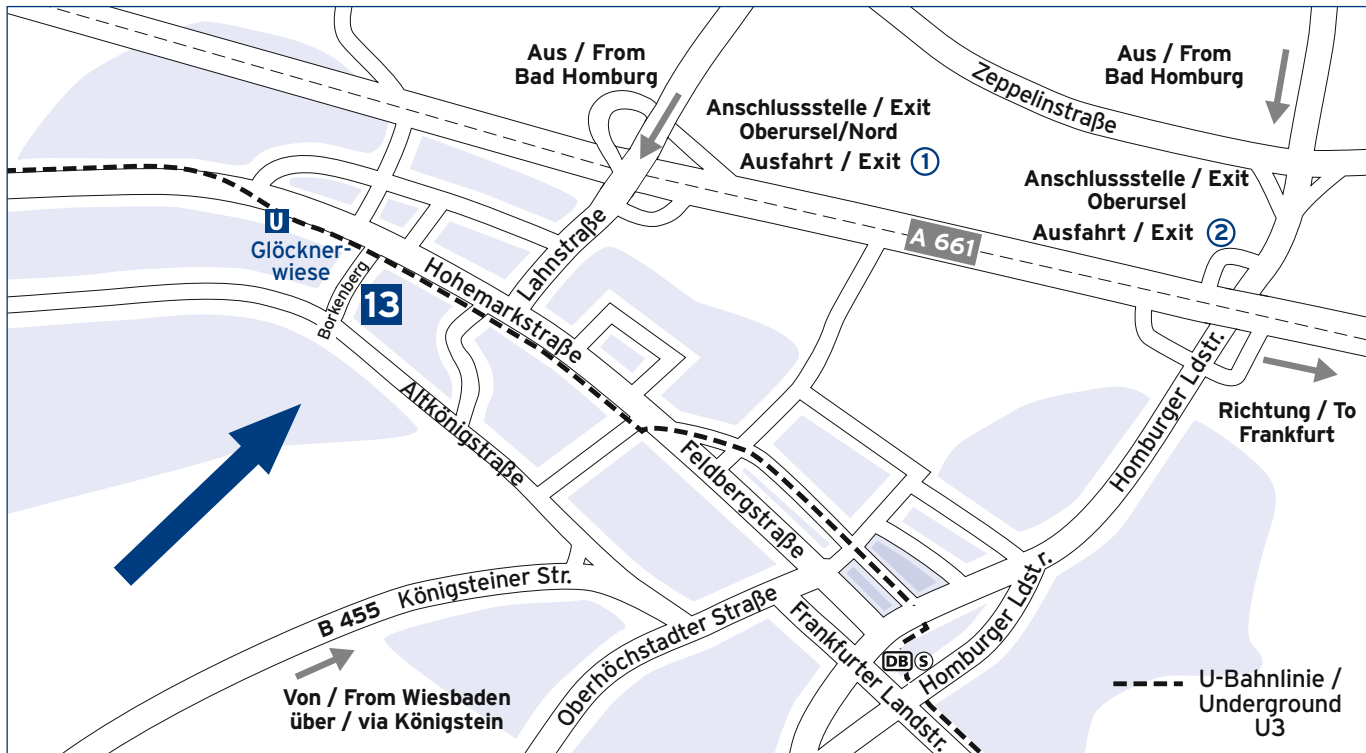 Aus / From
Bad Homburg
Aus / From
Bad Homburg
Zeppelinstraße
Anschlussstelle / Exit
Oberursel/Nord
Ausfahrt / Exit 1
Anschlussstelle / Exit
Oberursel
Ausfahrt / Exit 2
A 661
U
Glöckner-
wiese
Borkenberg
13
Hohemarkstraße
Lahnstraße
Altkönigstraße
Feldbergstraße
Homburger Ldstr.
Richtung / To
Frankfurt
B 455 Königsteiner Str.
Von / From Wiesbaden
über / via Königstein
Oberhöchstadter Straße
Frankfurter Landstr.
Homburger Ldstr.
DB S
U-Bahnlinie /
Underground
U3